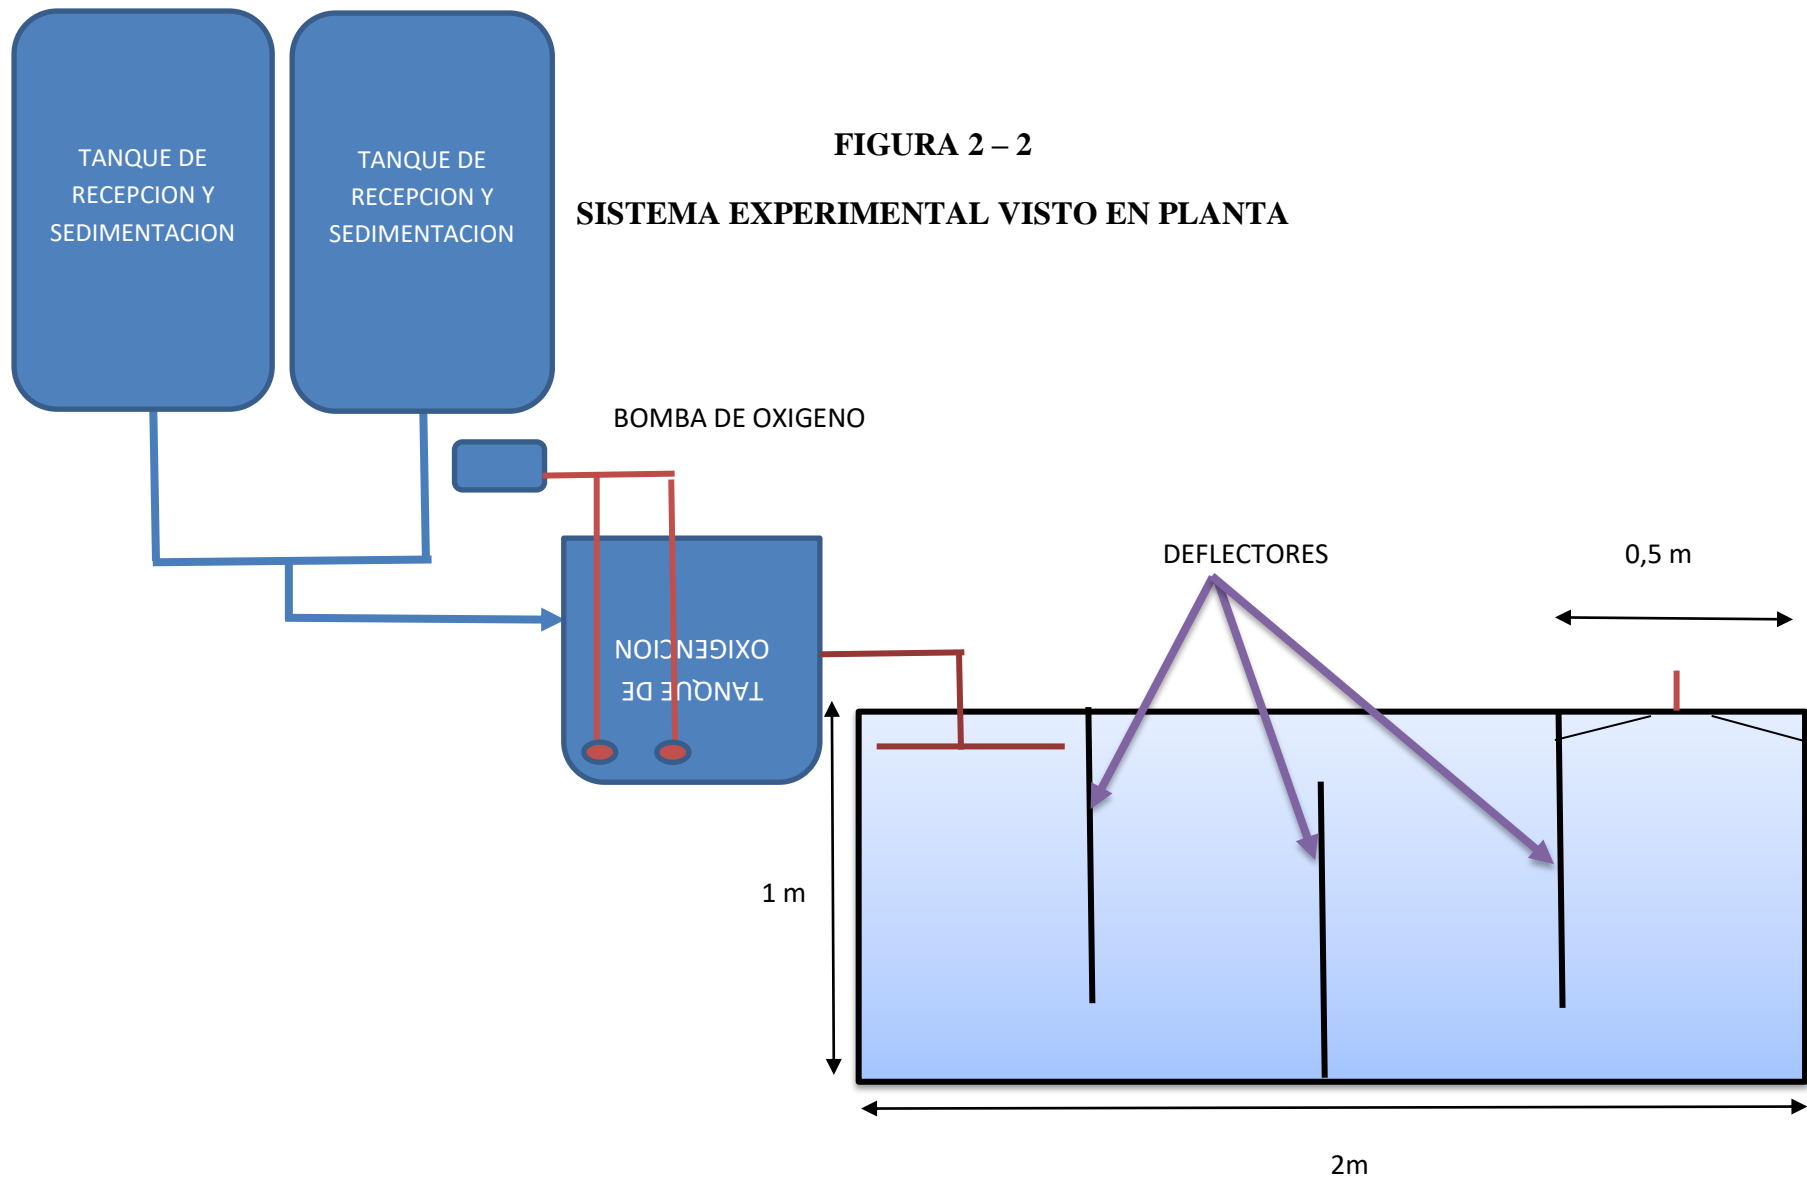 TANQUE DE
RECEPCION Y
SEDIMENTACION
TANQUE DE
RECEPCION Y
SEDIMENTACION
FIGURA 2 – 2
SISTEMA EXPERIMENTAL VISTO EN PLANTA
BOMBA DE OXIGENO
TANQUE DE
OXIGENCION
DEFLECTORES
0,5 m
1 m
2m